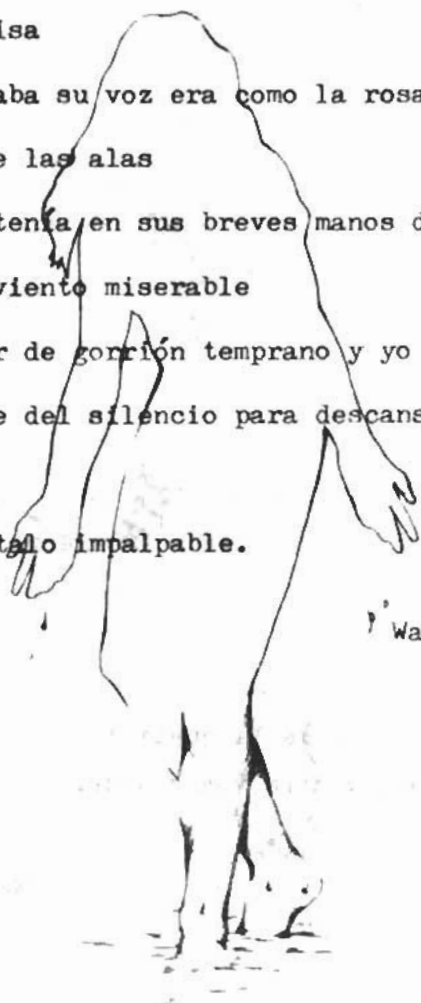 isa
aba su voz era como la rosa
e las alas
tenía en sus breves manos d
viento miserable
r de gorrión temprano y yo
e del silencio para descans
talo impalpable.
Wa